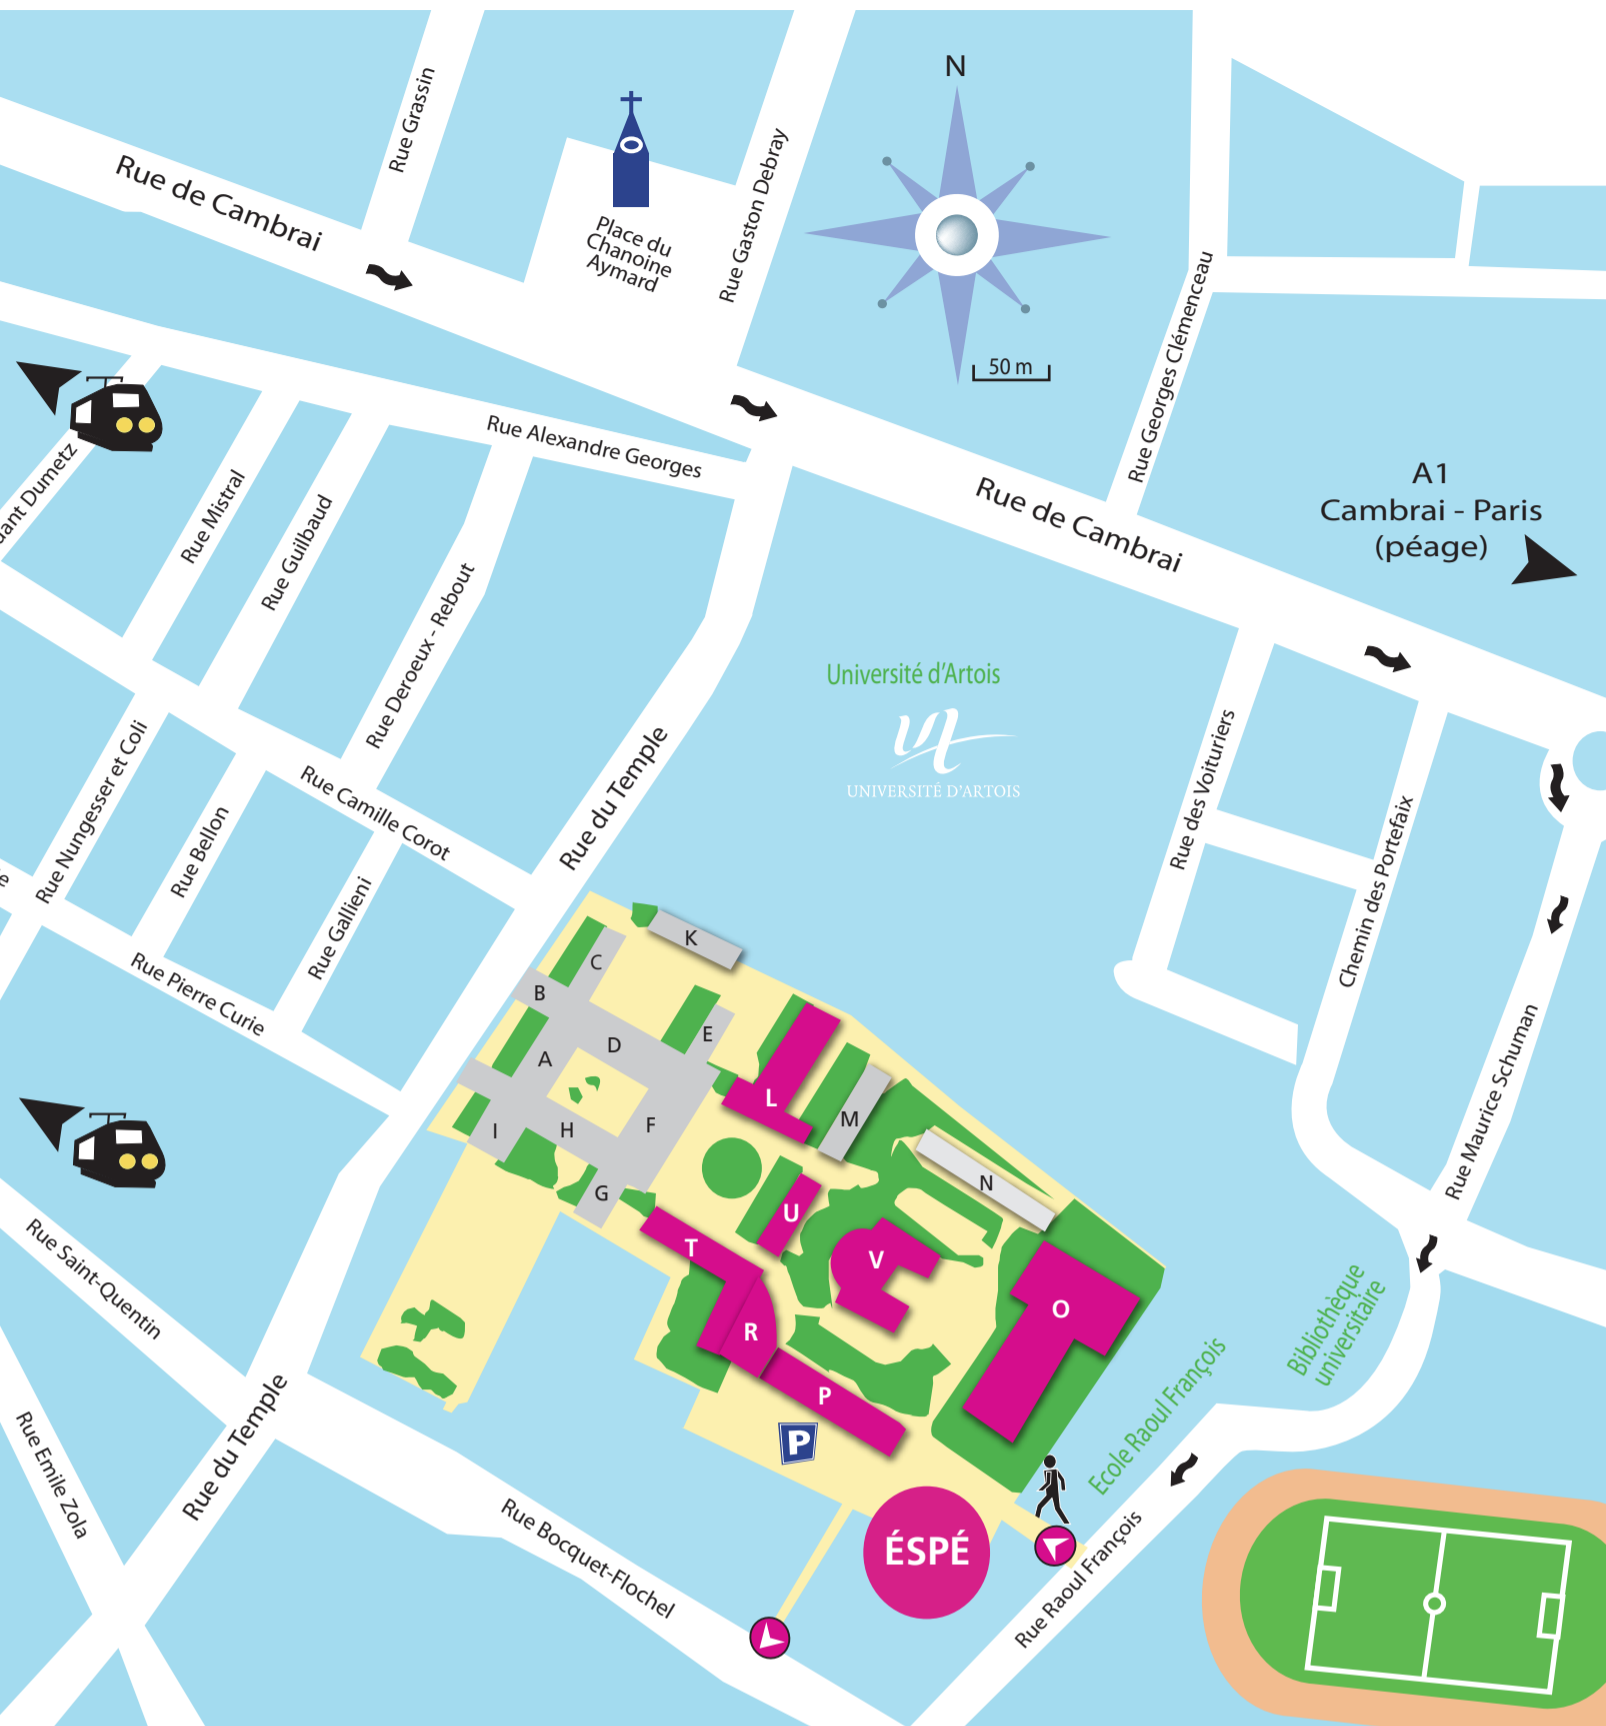 N
Rue Grassin
Rue de Cambrai
Place du
Chanoine
Aymard
Rue Gaston Debray
50 m
Rue Georges Clémenceau
Rue Alexandre Georges
A1
Cambrai - Paris
(péage)
Rue de Cambrai
Dumetz
Rue Mistral
Rue Guilbaud
Rue Deroeux - Rebout
Université d'Artois
UNIVERSITÉ D'ARTOIS
Rue des Voituriers
Chemin des Portefaix
Rue Nungesser et Coli
Rue Bellon
Rue Camille Corot
Rue du Temple
Rue Gallieni
Rue Pierre Curie
Rue Maurice Schuman
K
C
B
E
D
A
L
M
F
H
I
N
G
U
T
V
O
R
P
P
Rue Saint-Quentin
Bibliothèque
universitaire
Ecole Raoul François
Rue du Temple
Rue Emile Zola
Rue Bocquet-Flochel
ÉSPÉ
Rue Raoul François